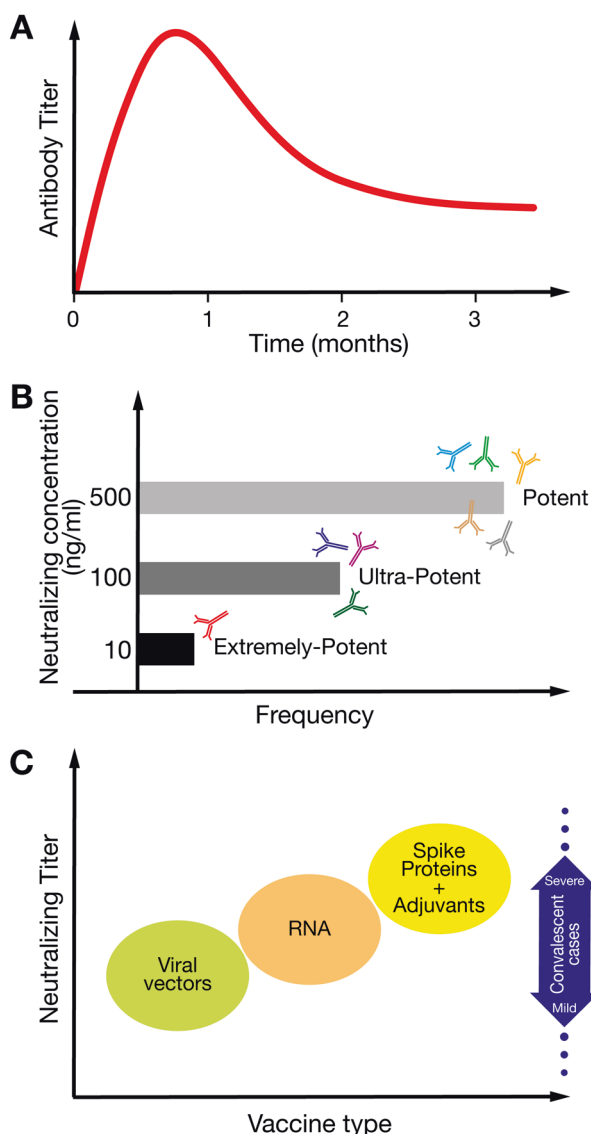 A
Antibody Titer
0
1
2
3
Time (months)
B
Neutralizing concentration
(ng/ml)
500
Potent
100
Ultra-Potent
10
Extremely-Potent
Frequency
C
Neutralizing Titer
Viral
vectors
RNA
Spike
Proteins
+
Adjuvants
Severe
Convalescent
cases
Mild
Vaccine type